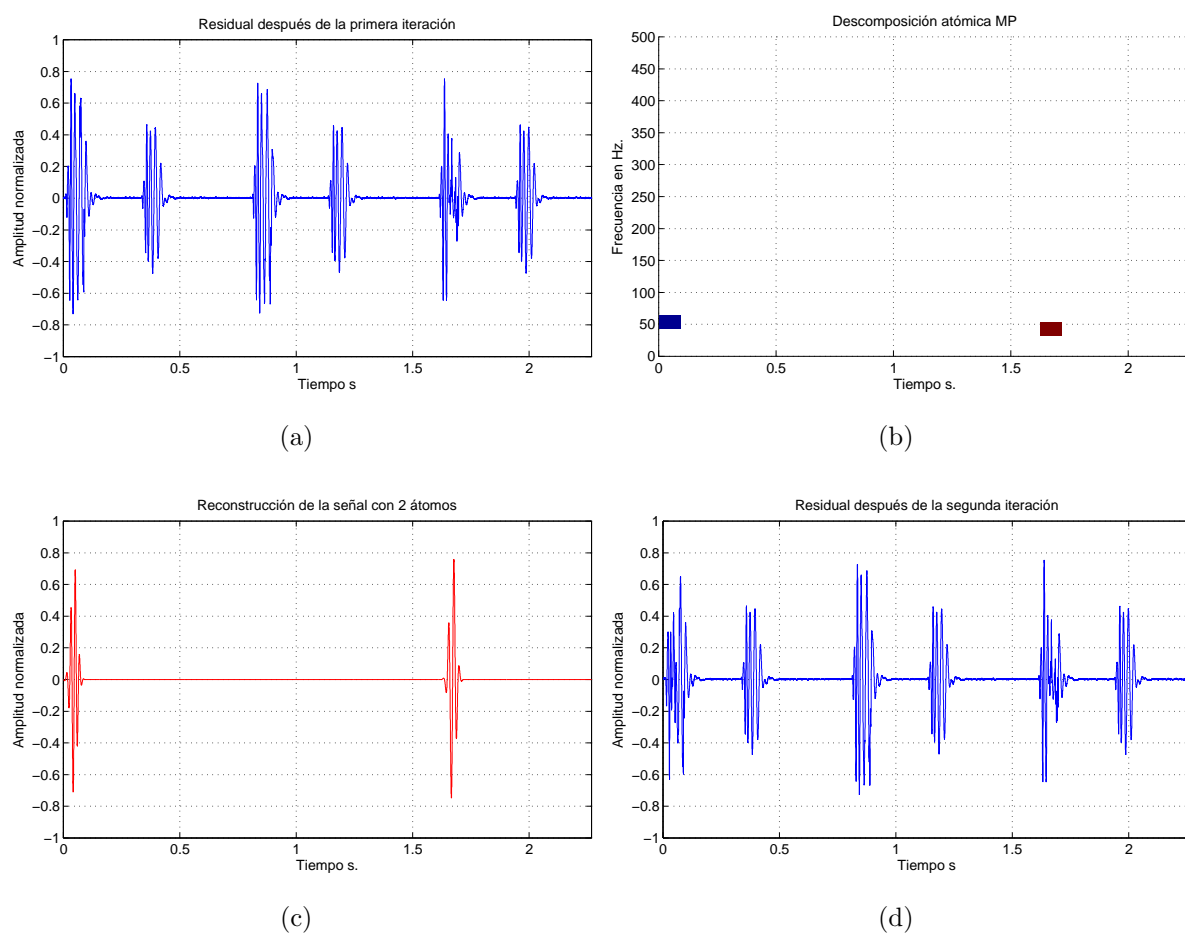 Residual después de la primera iteración
1
0.8
0.6
0.4
0.2
0
−0.2
−0.4
−0.6
−0.8
−1
Amplitud normalizada
0 0.5 1 1.5 2
Tiempo s
(a)
Descomposición atómica MP
500
450
400
350
300
250
200
150
100
50
0
Frecuencia en Hz.
0 0.5 1 1.5 2
Tiempo s.
(b)
Reconstrucción de la señal con 2 átomos
1
0.8
0.6
0.4
0.2
0
−0.2
−0.4
−0.6
−0.8
−1
Amplitud normalizada
0 0.5 1 1.5 2
Tiempo s.
(c)
Residual después de la segunda iteración
1
0.8
0.6
0.4
0.2
0
−0.2
−0.4
−0.6
−0.8
−1
Amplitud normalizada
0 0.5 1 1.5 2
Tiempo s
(d)